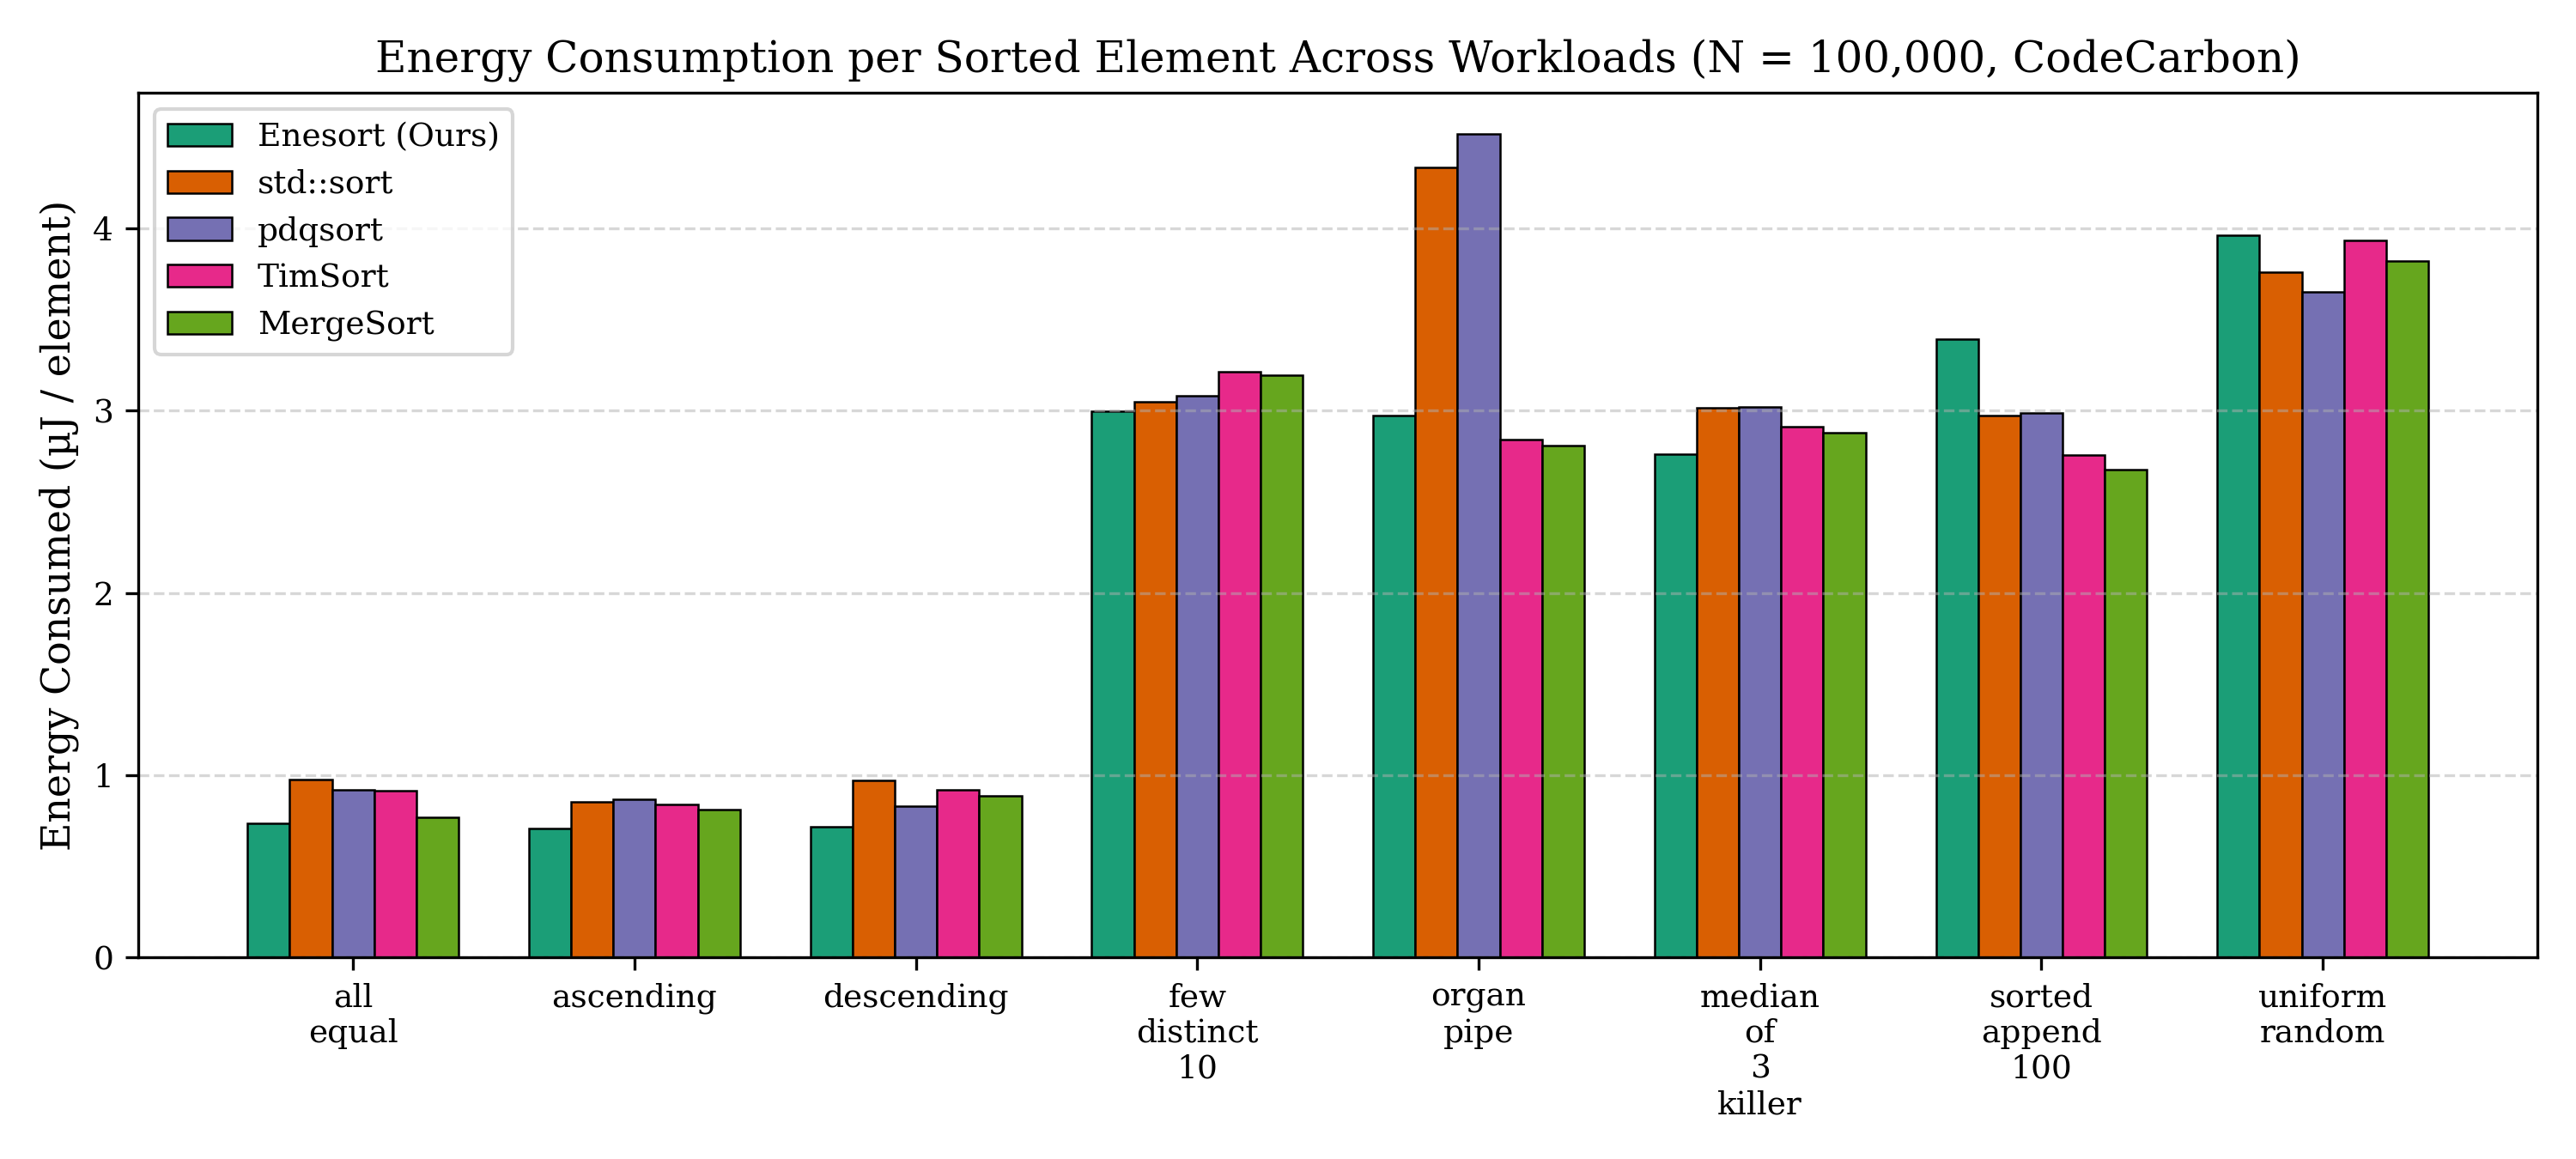 Energy Consumption per Sorted Element Across Workloads (N = 100,000, CodeCarbon)
Enesort (Ours)
std::sort
pdqsort
TimSort
MergeSort
Energy Consumed (µJ / element)
4
3
2
1
0
all
equal
ascending
descending
few
distinct
10
organ
pipe
median
of
3
killer
sorted
append
100
uniform
random